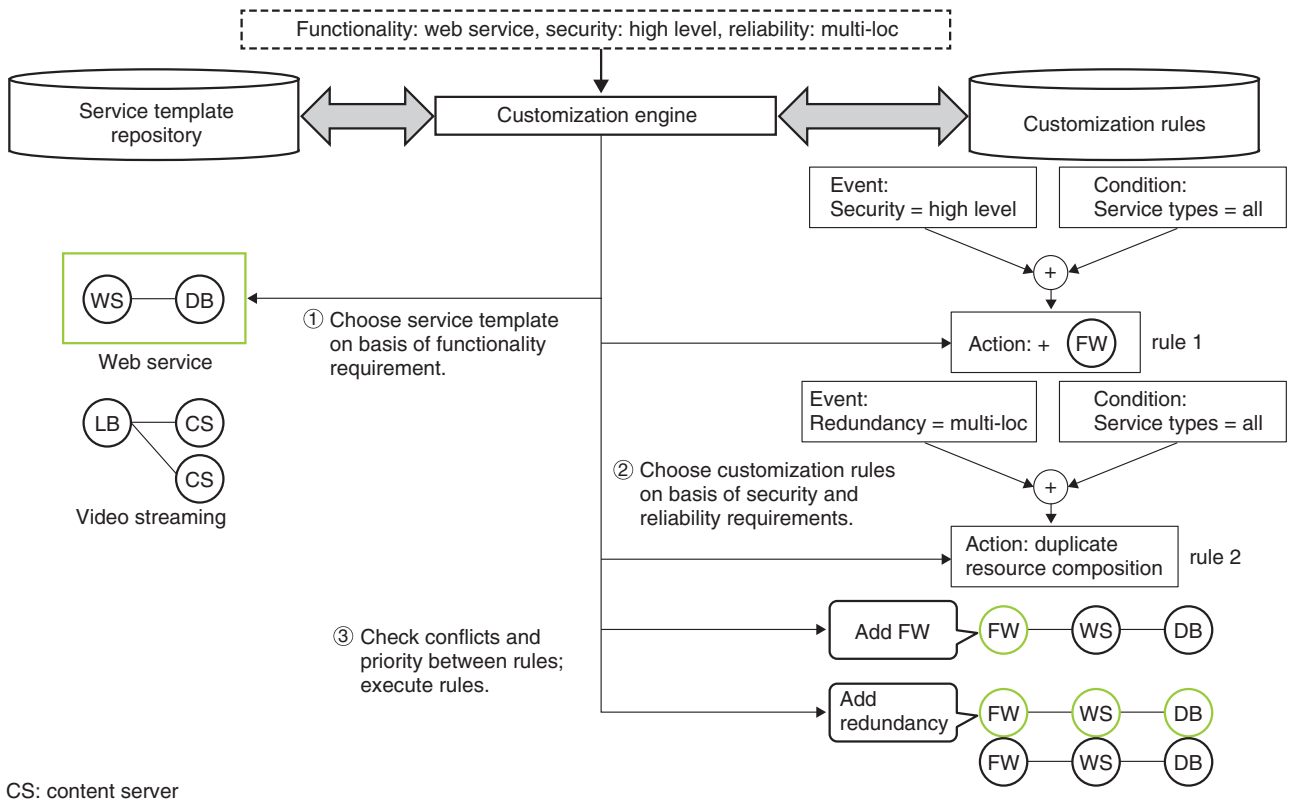 Functionality: web service, security: high level, reliability: multi-loc
Service template
repository
Customization engine
Customization rules
Event:
Security = high level
Condition:
Service types = all
+
WS
DB
Web service
① Choose service template
on basis of functionality
requirement.
Action: + FW
rule 1
LB
CS
CS
Video streaming
Event:
Redundancy = multi-loc
Condition:
Service types = all
+
② Choose customization rules
on basis of security and
reliability requirements.
Action: duplicate
resource composition
rule 2
③ Check conflicts and
priority between rules;
execute rules.
Add FW
FW
WS
DB
Add
redundancy
FW
WS
DB
FW
WS
DB
CS: content server